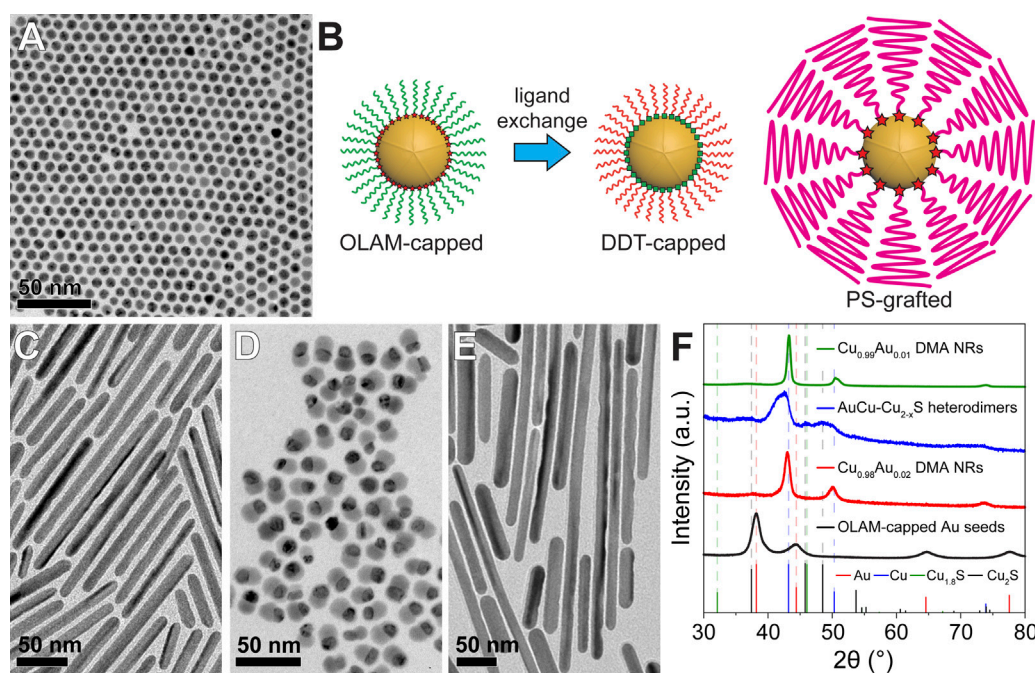 A
50 nm
B
ligand
exchange
OLAM-capped
DDT-capped
PS-grafted
C
50 nm
D
50 nm
E
50 nm
F
Cu0.99Au0.01 DMA NRs
AuCu-Cu2-xS heterodimers
Cu0.98Au0.02 DMA NRs
OLAM-capped Au seeds
Au Cu Cu1.8S Cu2S
Intensity (a.u.)
30 40 50 60 70 80
2θ (°)